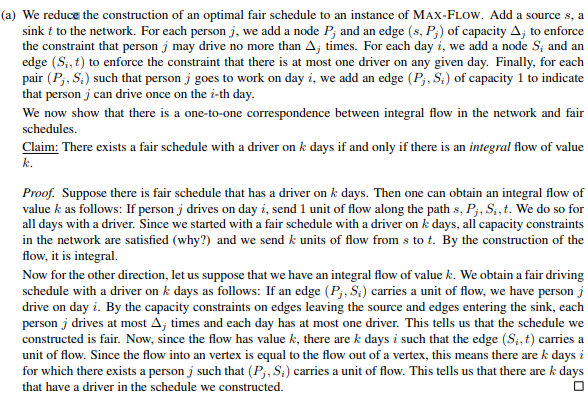 (a) We reduce the construction of an optimal fair schedule to an instance of MAX-FLOW. Add a source s, a
sink t to the network. For each person j, we add a node P_j and an edge (s, P_j) of capacity Δ_j to enforce
the constraint that person j may drive no more than Δ_j times. For each day i, we add a node S_i and an
edge (S_i, t) to enforce the constraint that there is at most one driver on any given day. Finally, for each
pair (P_j, S_i) such that person j goes to work on day i, we add an edge (P_j, S_i) of capacity 1 to indicate
that person j can drive once on the i-th day.
We now show that there is a one-to-one correspondence between integral flow in the network and fair
schedules.
Claim: There exists a fair schedule with a driver on k days if and only if there is an integral flow of value
k.
Proof. Suppose there is fair schedule that has a driver on k days. Then one can obtain an integral flow of
value k as follows: If person j drives on day i, send 1 unit of flow along the path s, P_j, S_i, t. We do so for
all days with a driver. Since we started with a fair schedule with a driver on k days, all capacity constraints
in the network are satisfied (why?) and we send k units of flow from s to t. By the construction of the
flow, it is integral.
Now for the other direction, let us suppose that we have an integral flow of value k. We obtain a fair driving
schedule with a driver on k days as follows: If an edge (P_j, S_i) carries a unit of flow, we have person j
drive on day i. By the capacity constraints on edges leaving the source and edges entering the sink, each
person j drives at most Δ_j times and each day has at most one driver. This tells us that the schedule we
constructed is fair. Now, since the flow has value k, there are k days i such that the edge (S_i, t) carries a
unit of flow. Since the flow into an vertex is equal to the flow out of a vertex, this means there are k days i
for which there exists a person j such that (P_j, S_i) carries a unit of flow. This tells us that there are k days
that have a driver in the schedule we constructed. □